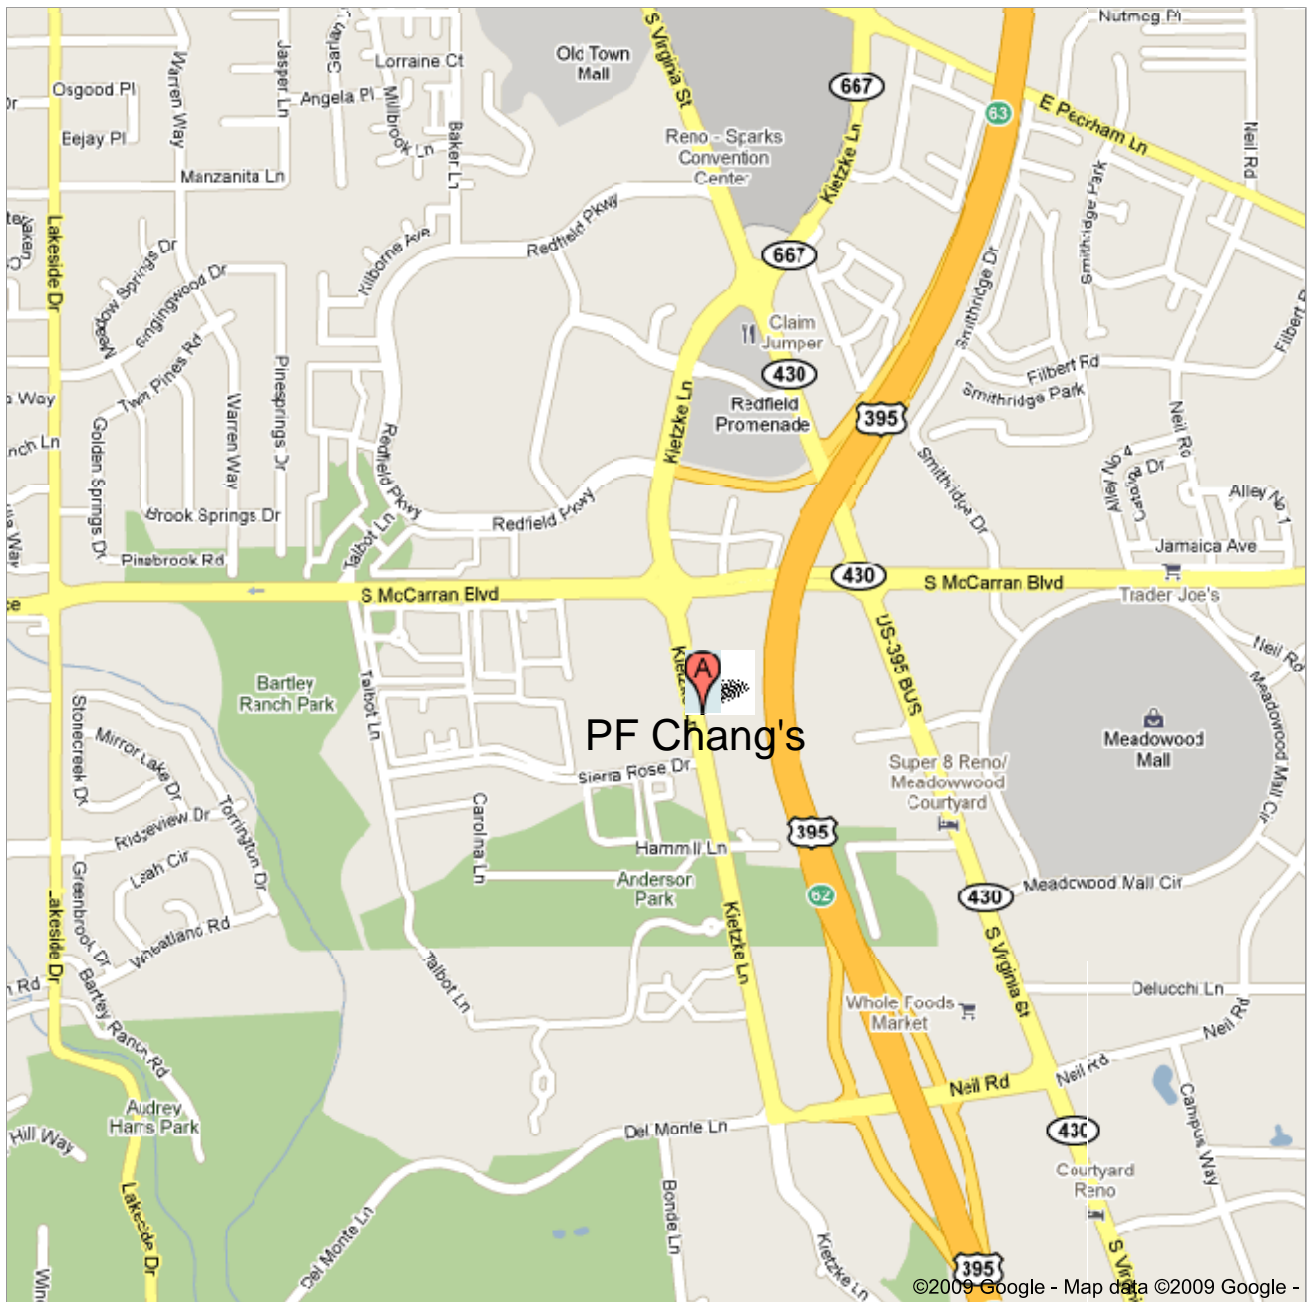 Nutmeg Pl
S Virginia St
Old Town
Mall
Garlan
Jasper Ln
Warren Way
Lorraine Ct
Osgood Pl
Angela Pl
Millbrook Ln
Baker Ln
667
63
E Peckham Ln
Eejay Pl
Reno - Sparks
Convention
Center
Kietzke Ln
Neil Rd
Manzanita Ln
Smithridge Park
Lakeside Dr
Redfield Pkwy
Kilborne Ave
667
Meadow Springs Dr
Singingwood Dr
Smithridge Dr
Claim
Jumper
Twin Pines Rd
Filbert Rd
Filbert R
430
Pinesprings Dr
Warren Way
Smithridge Park
Redfield
Promenade
395
Kietzke Ln
Golden Springs Dr
Redfield Pkwy
Neil Rd
Smithridge Dr
Alley No 4
Alley No 1
Brook Springs Dr
Redfield Pkwy
Talbot Ln
Pinebrook Rd
Jamaica Ave
430
S McCarran Blvd
S McCarran Blvd
Trader Joe's
US-395 BUS
Neil Rd
A
Bartley
Ranch Park
Talbot Ln
Meadowood Mall Cir
PF Chang's
Stonecreek Dr
Mirror Lake Dr
Meadowood
Mall
Super 8 Reno/
Meadowwood
Courtyard
Sierra Rose Dr
Torrington Dr
Ridgeview Dr
Carolina Ln
395
Hammill Ln
Leah Cir
Anderson
Park
62
Meadowood Mall Cir
430
Greenbrook Dr
Lakeside Dr
Wheatland Rd
Kietzke Ln
S Virginia St
n Rd
Talbot Ln
Delucchi Ln
Bartley Ranch Rd
Whole Foods
Market
Neil Rd
Neil Rd
Neil Rd
Campus Way
Audrey
Harris Park
Hill Way
Del Monte Ln
430
Courtyard
Reno
Lakeside Dr
Bonde Ln
Del Monte Ln
Kietzke Ln
S Virgini
395
©2009 Google - Map data ©2009 Google -